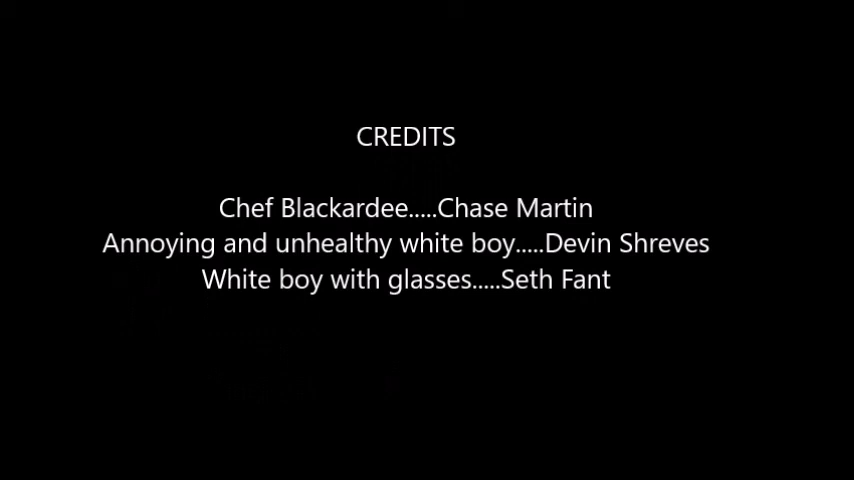 CREDITS
Chef Blackardee.....Chase Martin
Annoying and unhealthy white boy.....Devin Shreves
White boy with glasses.....Seth Fant